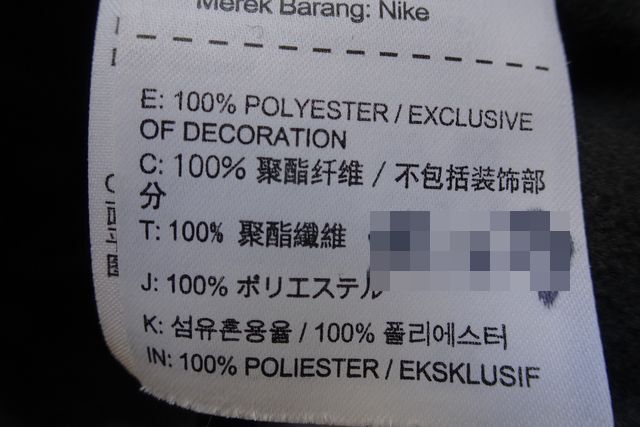 Merek Barang: Nike
E: 100% POLYESTER / EXCLUSIVE
OF DECORATION
C: 100% 聚酯纤维 / 不包括装饰部
分
T: 100% 聚酯纖維
J: 100% ポリエステル
K: 섬유혼용율 / 100% 폴리에스터
IN: 100% POLIESTER / EKSKLUSIF